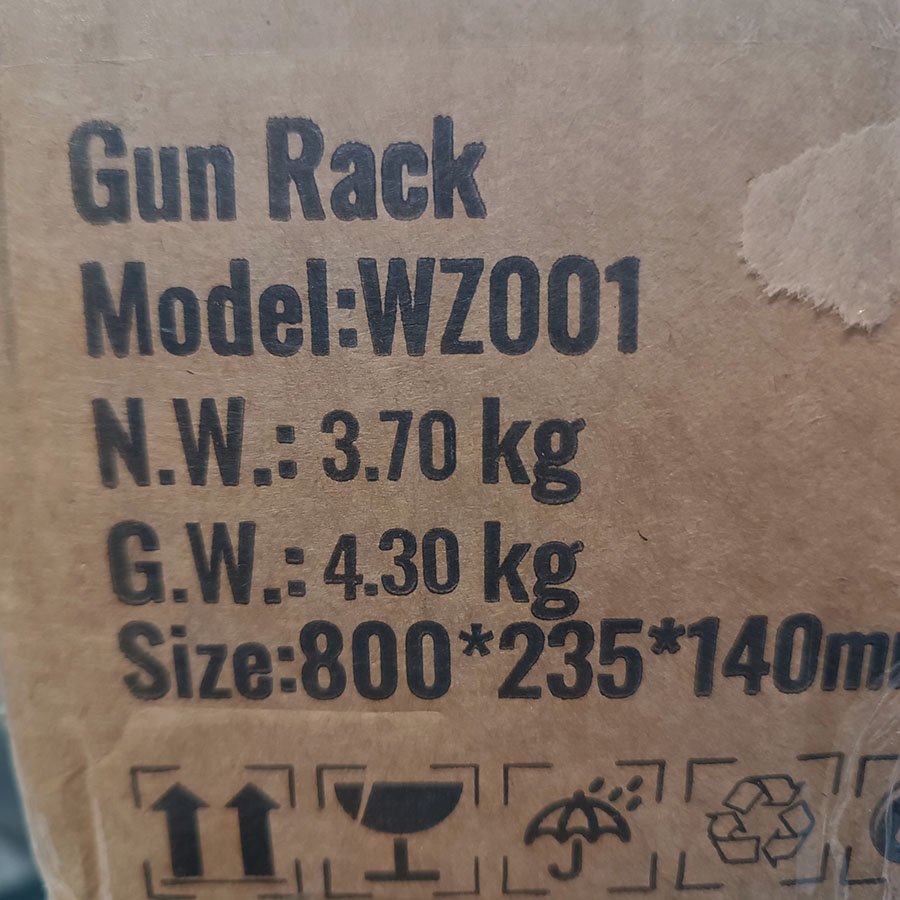 Gun Rack
Model:WZ001
N.W.: 3.70 kg
G.W.: 4.30 kg
Size:800*235*140m